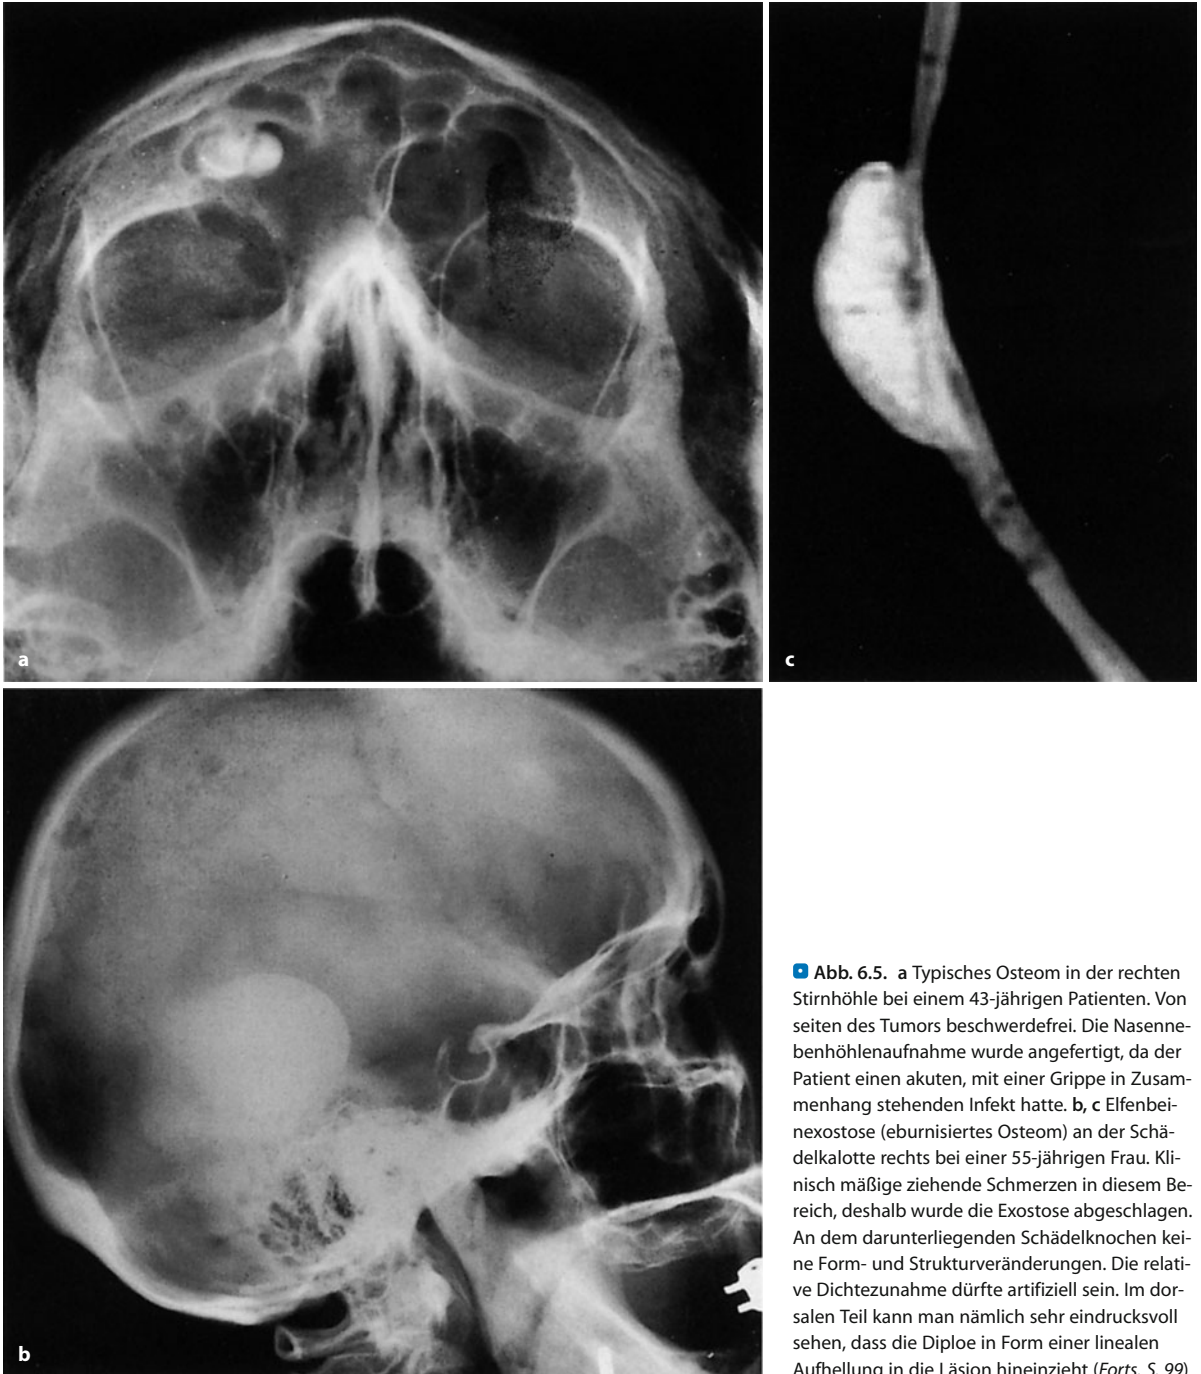 a
c
b
Abb. 6.5. a Typisches Osteom in der rechten
Stirnhöhle bei einem 43-jährigen Patienten. Von
seiten des Tumors beschwerdefrei. Die Nasenne-
benhöhlenaufnahme wurde angefertigt, da der
Patient einen akuten, mit einer Grippe in Zusam-
menhang stehenden Infekt hatte. b, c Elfenbei-
nexostose (eburnisiertes Osteom) an der Schä-
delkalotte rechts bei einer 55-jährigen Frau. Kli-
nisch mäßige ziehende Schmerzen in diesem Be-
reich, deshalb wurde die Exostose abgeschlagen.
An dem darunterliegenden Schädelknochen kei-
ne Form- und Strukturveränderungen. Die relati-
ve Dichtezunahme dürfte artifiziell sein. Im dor-
salen Teil kann man nämlich sehr eindrucksvoll
sehen, dass die Diploe in Form einer linealen
Aufhellung in die Läsion hineinzieht (Forts. S. 99)